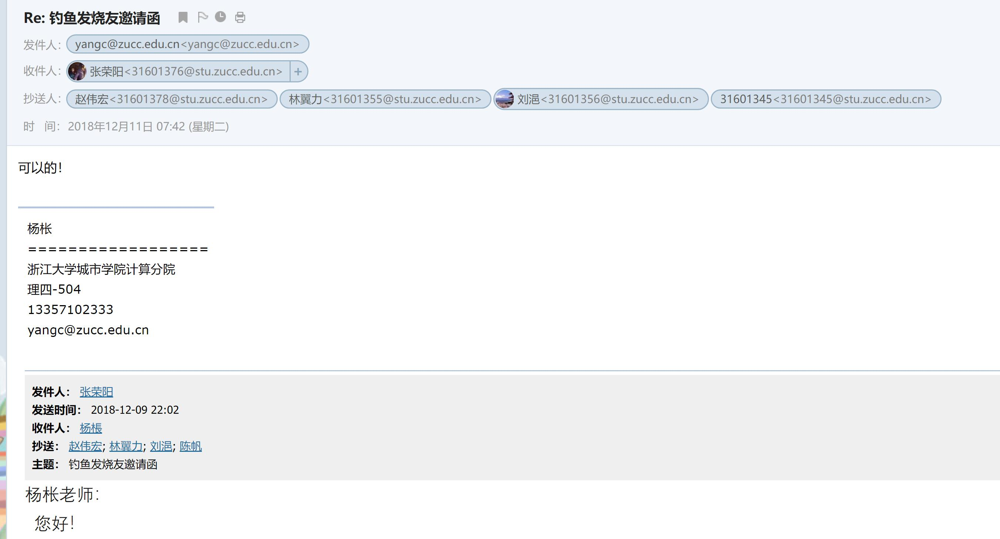 Re: 钓鱼发烧友邀请函
发件人：yangc@zucc.edu.cn<yangc@zucc.edu.cn>
收件人：张荣阳<31601376@stu.zucc.edu.cn> +
抄送人：赵伟宏<31601378@stu.zucc.edu.cn> 林翼力<31601355@stu.zucc.edu.cn> 刘浥<31601356@stu.zucc.edu.cn> 31601345<31601345@stu.zucc.edu.cn>
时 间：2018年12月11日 07:42 (星期二)
可以的！
杨枨
==================
浙江大学城市学院计算分院
理四-504
13357102333
yangc@zucc.edu.cn
发件人： 张荣阳
发送时间： 2018-12-09 22:02
收件人： 杨棖
抄送： 赵伟宏; 林翼力; 刘浥; 陈帆
主题： 钓鱼发烧友邀请函
杨枨老师：
您好！